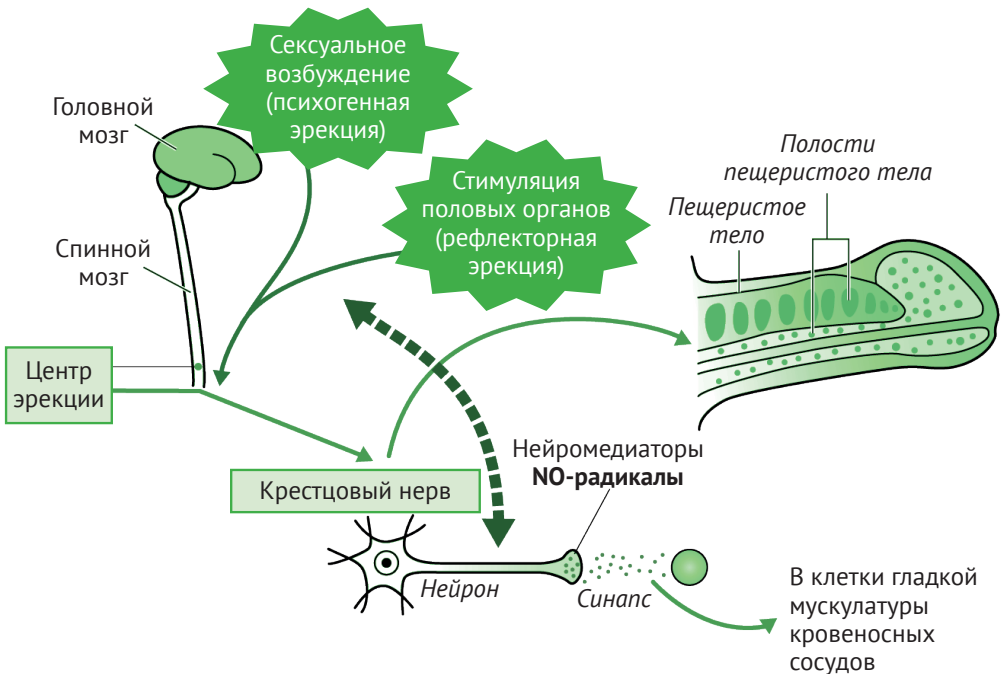 Сексуальное
возбуждение
(психогенная
эрекция)
Головной
мозг
Стимуляция
половых органов
(рефлекторная
эрекция)
Полости
пещеристого тела
Пещеристое
тело
Спинной
мозг
Центр
эрекции
Нейромедиаторы
NO-радикалы
Крестцовый нерв
Нейрон
Синапс
В клетки гладкой
мускулатуры
кровеносных
сосудов